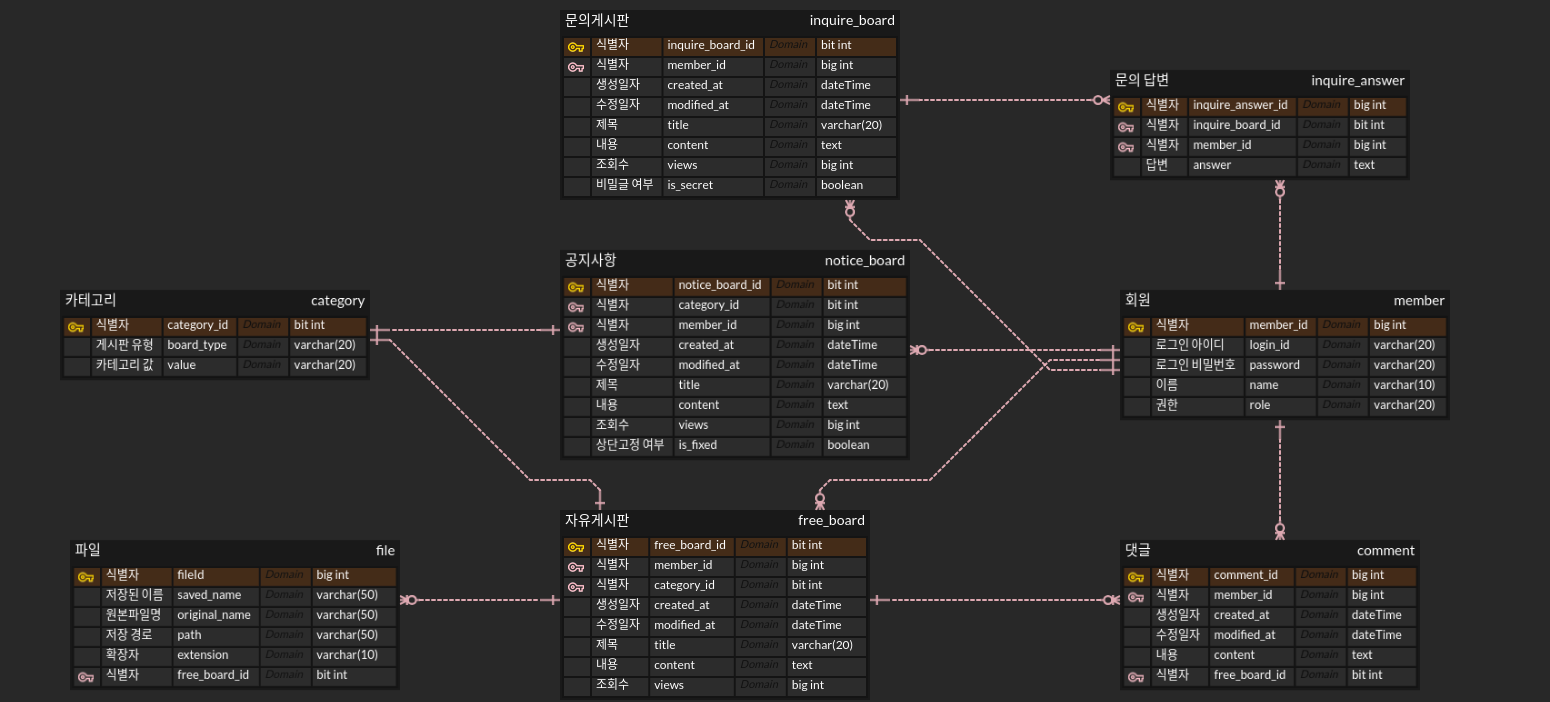 문의게시판 inquire_board
식별자 inquire_board_id Domain bit int
식별자 member_id Domain big int
생성일자 created_at Domain dateTime
수정일자 modified_at Domain dateTime
제목 title Domain varchar(20)
내용 content Domain text
조회수 views Domain big int
비밀글 여부 is_secret Domain boolean
문의 답변 inquire_answer
식별자 inquire_answer_id Domain big int
식별자 inquire_board_id Domain bit int
식별자 member_id Domain big int
답변 answer Domain text
공지사항 notice_board
식별자 notice_board_id Domain bit int
식별자 category_id Domain bit int
식별자 member_id Domain big int
생성일자 created_at Domain dateTime
수정일자 modified_at Domain dateTime
제목 title Domain varchar(20)
내용 content Domain text
조회수 views Domain big int
상단고정 여부 is_fixed Domain boolean
카테고리 category
식별자 category_id Domain bit int
게시판 유형 board_type Domain varchar(20)
카테고리 값 value Domain varchar(20)
회원 member
식별자 member_id Domain big int
로그인 아이디 login_id Domain varchar(20)
로그인 비밀번호 password Domain varchar(20)
이름 name Domain varchar(10)
권한 role Domain varchar(20)
자유게시판 free_board
식별자 free_board_id Domain bit int
식별자 member_id Domain big int
식별자 category_id Domain bit int
생성일자 created_at Domain dateTime
수정일자 modified_at Domain dateTime
제목 title Domain varchar(20)
내용 content Domain text
조회수 views Domain big int
파일 file
식별자 fileId Domain big int
저장된 이름 saved_name Domain varchar(50)
원본파일명 original_name Domain varchar(50)
저장 경로 path Domain varchar(50)
확장자 extension Domain varchar(10)
식별자 free_board_id Domain bit int
댓글 comment
식별자 comment_id Domain big int
식별자 member_id Domain big int
생성일자 created_at Domain dateTime
수정일자 modified_at Domain dateTime
내용 content Domain text
식별자 free_board_id Domain bit int